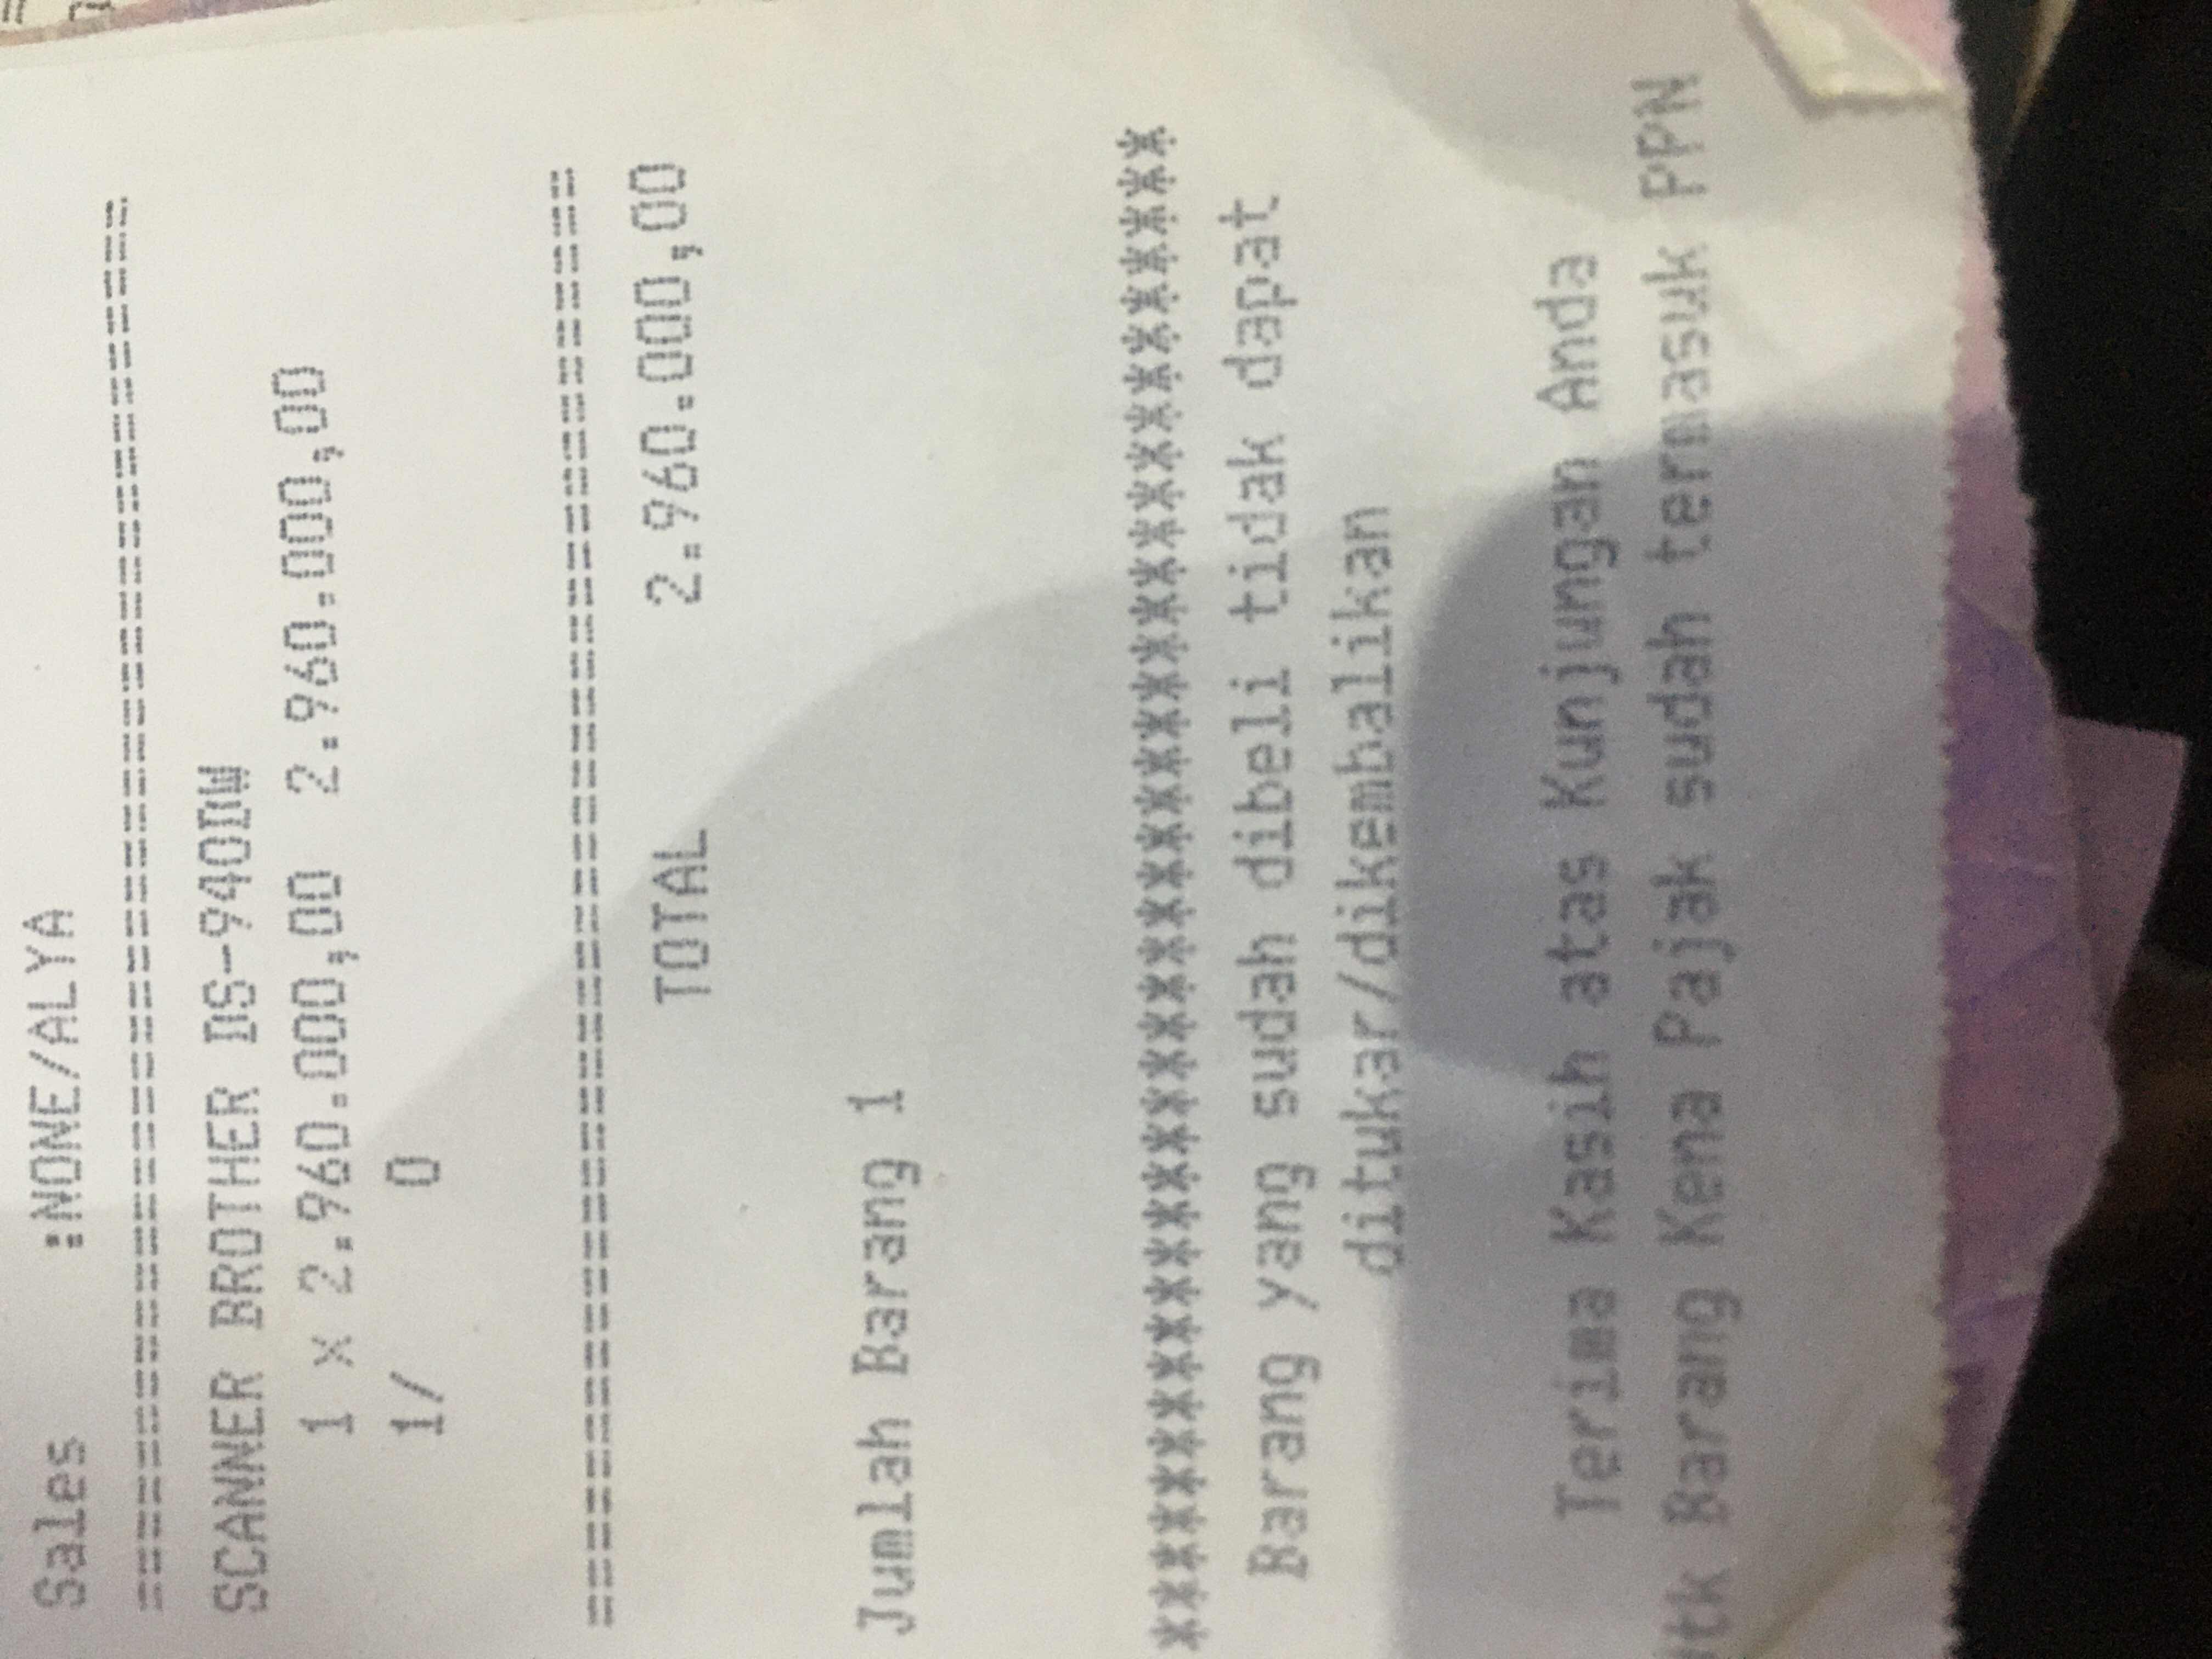 Sales :NONE/ALYA
========================================
SCANNER BROTHER DS-940DW
1 x 2.960.000,00 2.960.000,00
1/ 0
========================================
TOTAL 2.960.000,00
Jumlah Barang 1
****************************************
Barang yang sudah dibeli tidak dapat
ditukar/dikembalikan
Terima Kasih atas Kunjungan Anda
Barang Kena Pajak sudah termasuk PPN